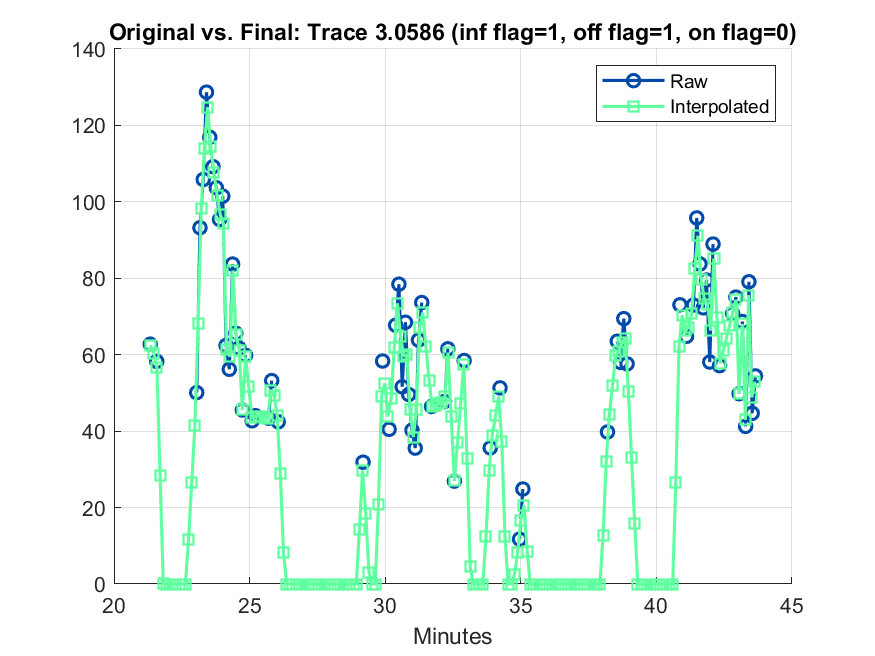 Original vs. Final: Trace 3.0586 (inf flag=1, off flag=1, on flag=0)
140
120
100
80
60
40
20
0
Raw
Interpolated
20 25 30 35 40 45
Minutes